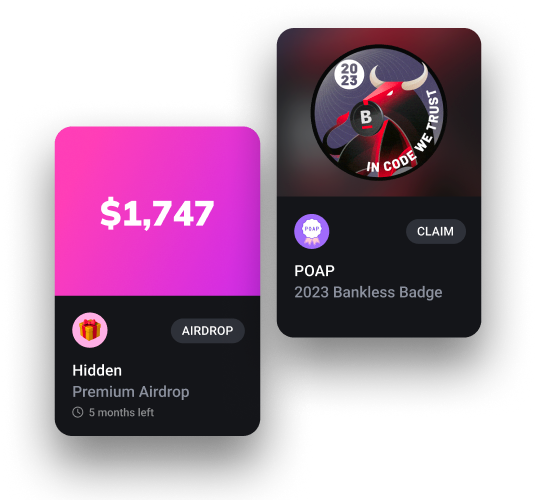 $1,747
AIRDROP
Hidden
Premium Airdrop
5 months left
20
23
B
IN CODE WE TRUST
POAP
CLAIM
POAP
2023 Bankless Badge